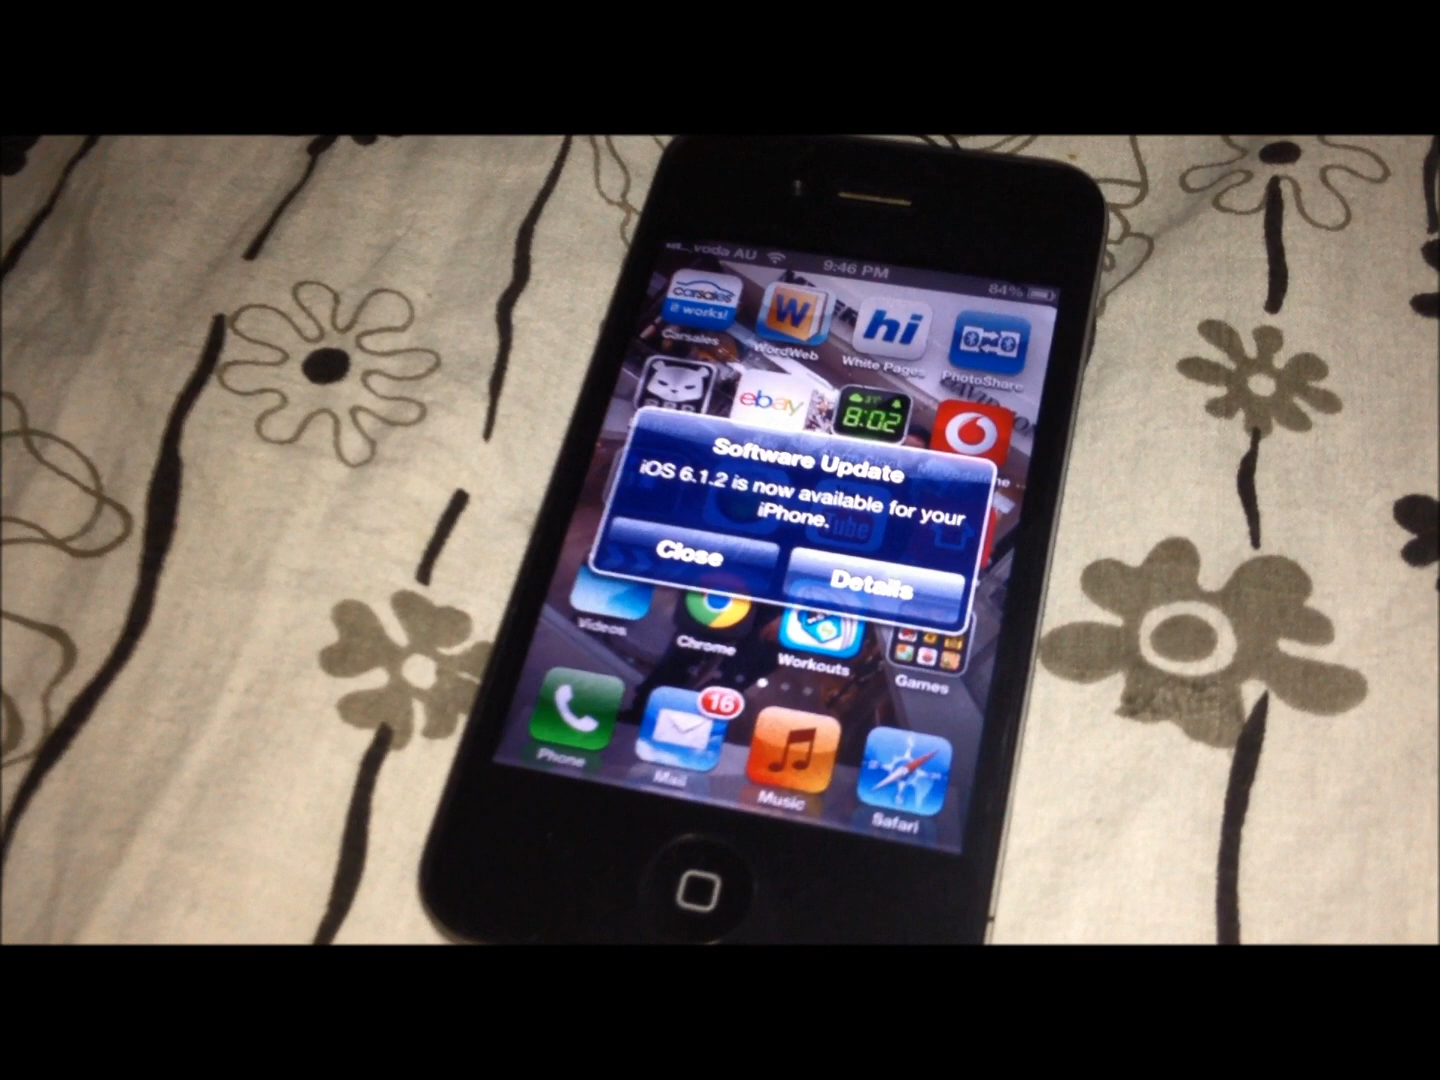 voda AU 9:46 PM 84%
carsales
it works!
W
hi
Carsales WordWeb White Pages PhotoShare
ebay
8:02
Software Update
iOS 6.1.2 is now available for your
iPhone.
Close Details
Videos Chrome Workouts Games
16
Phone Mail Music Safari